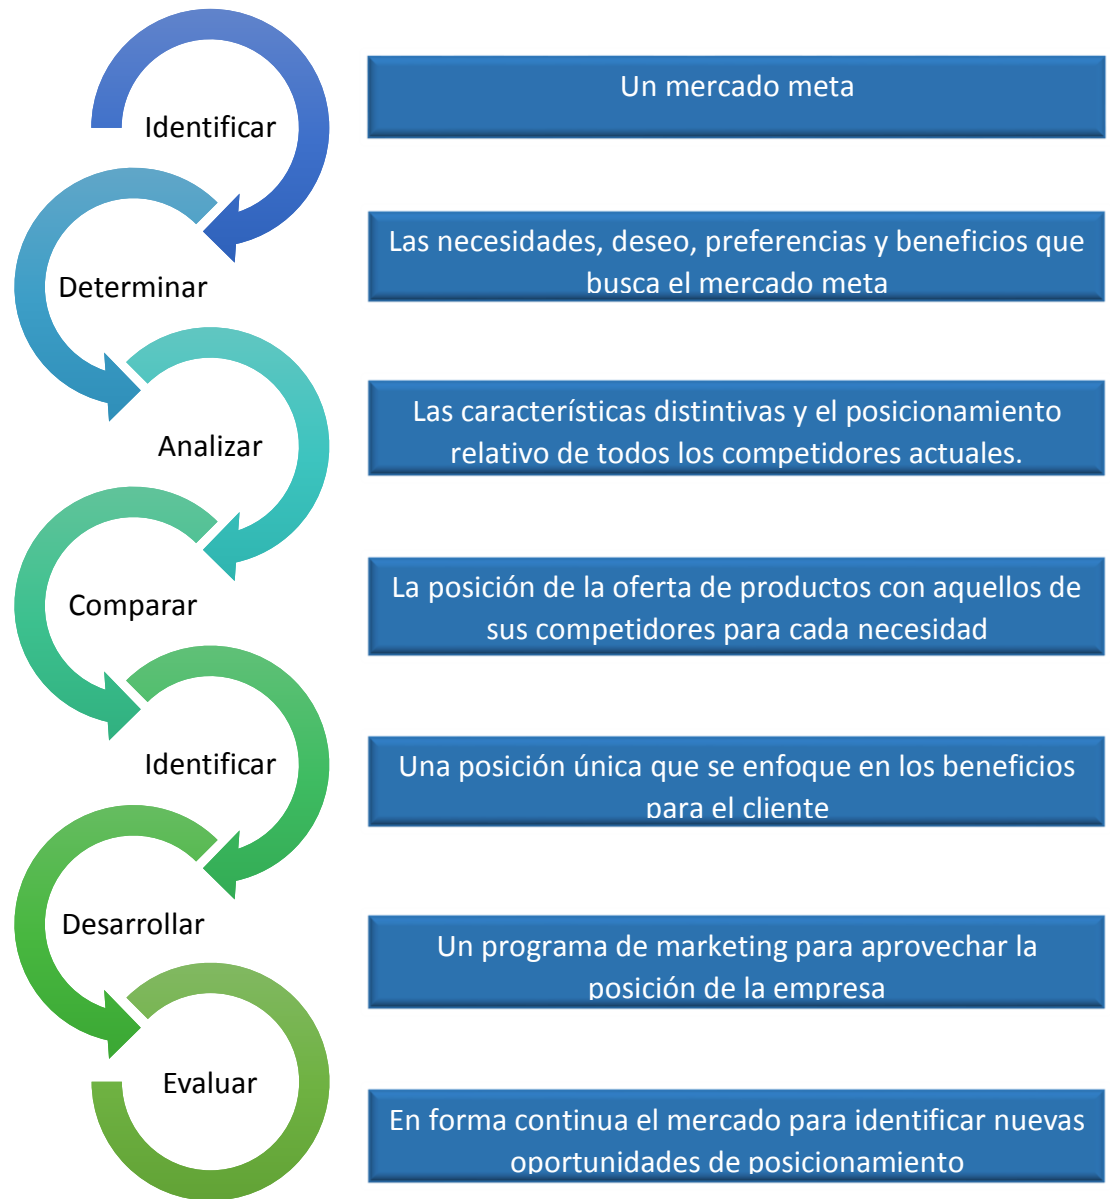 Identificar
Un mercado meta
Determinar
Las necesidades, deseo, preferencias y beneficios que
busca el mercado meta
Analizar
Las características distintivas y el posicionamiento
relativo de todos los competidores actuales.
Comparar
La posición de la oferta de productos con aquellos de
sus competidores para cada necesidad
Identificar
Una posición única que se enfoque en los beneficios
para el cliente
Desarrollar
Un programa de marketing para aprovechar la
posición de la empresa
Evaluar
En forma continua el mercado para identificar nuevas
oportunidades de posicionamiento